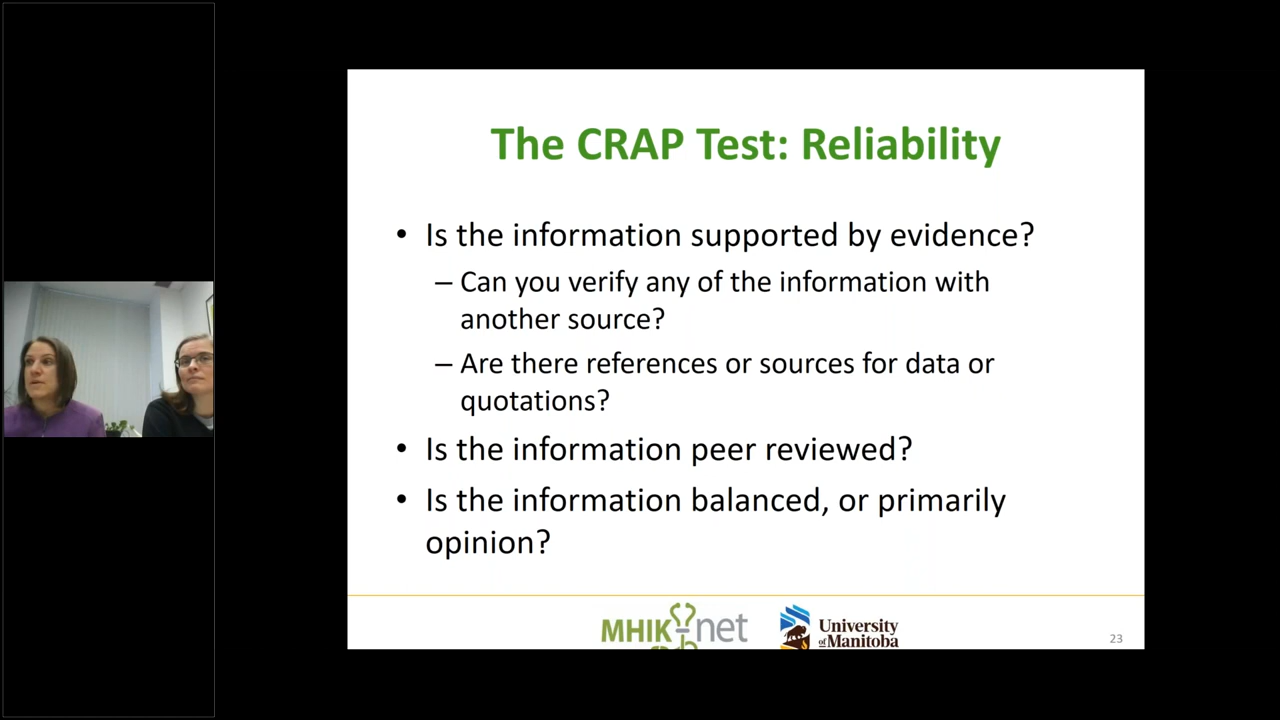 The CRAP Test: Reliability
• Is the information supported by evidence?
– Can you verify any of the information with
another source?
– Are there references or sources for data or
quotations?
• Is the information peer reviewed?
• Is the information balanced, or primarily
opinion?
MHIK-net
University
of Manitoba
23